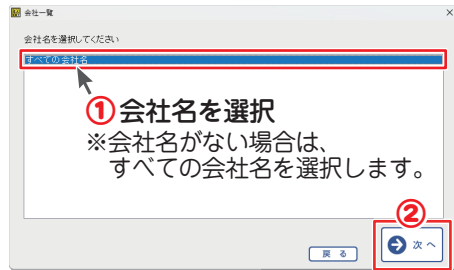 会社一覧
会社名を選択してください
すべての会社名
①会社名を選択
※会社名がない場合は、
すべての会社名を選択します。
②
戻る
次へ